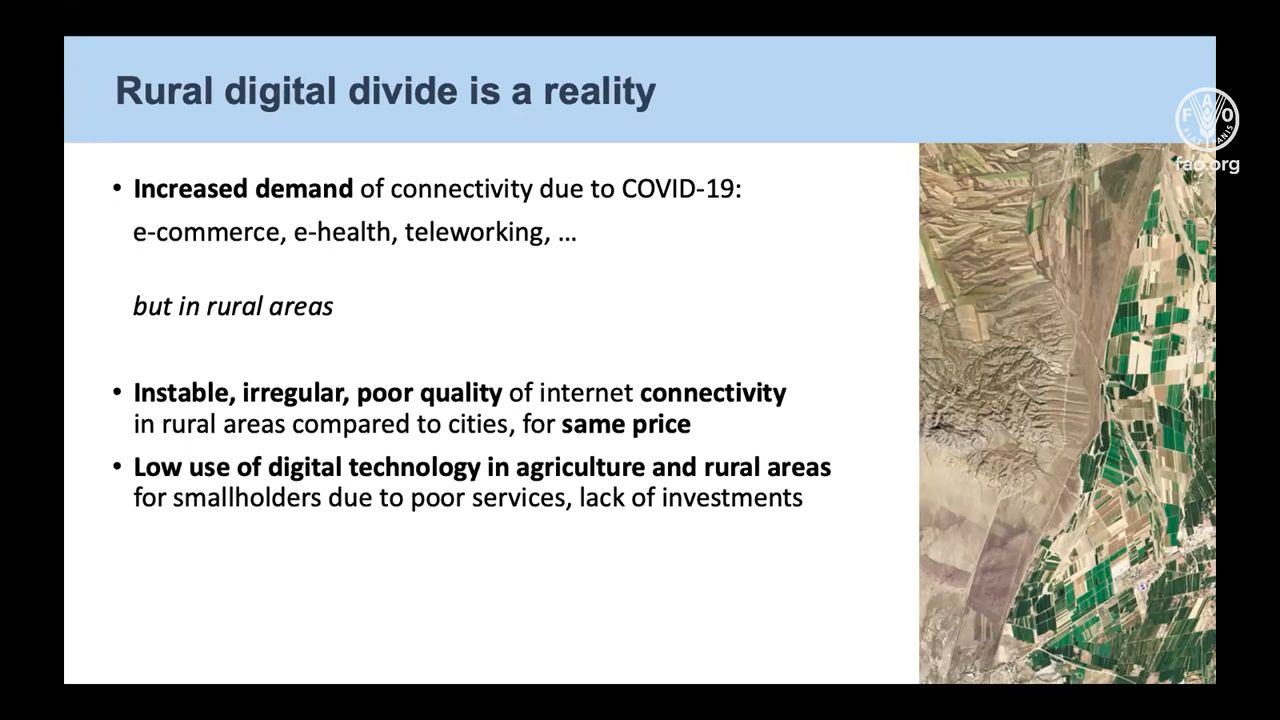 Rural digital divide is a reality
F A O
FIAT PANIS
fao.org
• Increased demand of connectivity due to COVID-19:
e-commerce, e-health, teleworking, ...
but in rural areas
• Instable, irregular, poor quality of internet connectivity
in rural areas compared to cities, for same price
• Low use of digital technology in agriculture and rural areas
for smallholders due to poor services, lack of investments